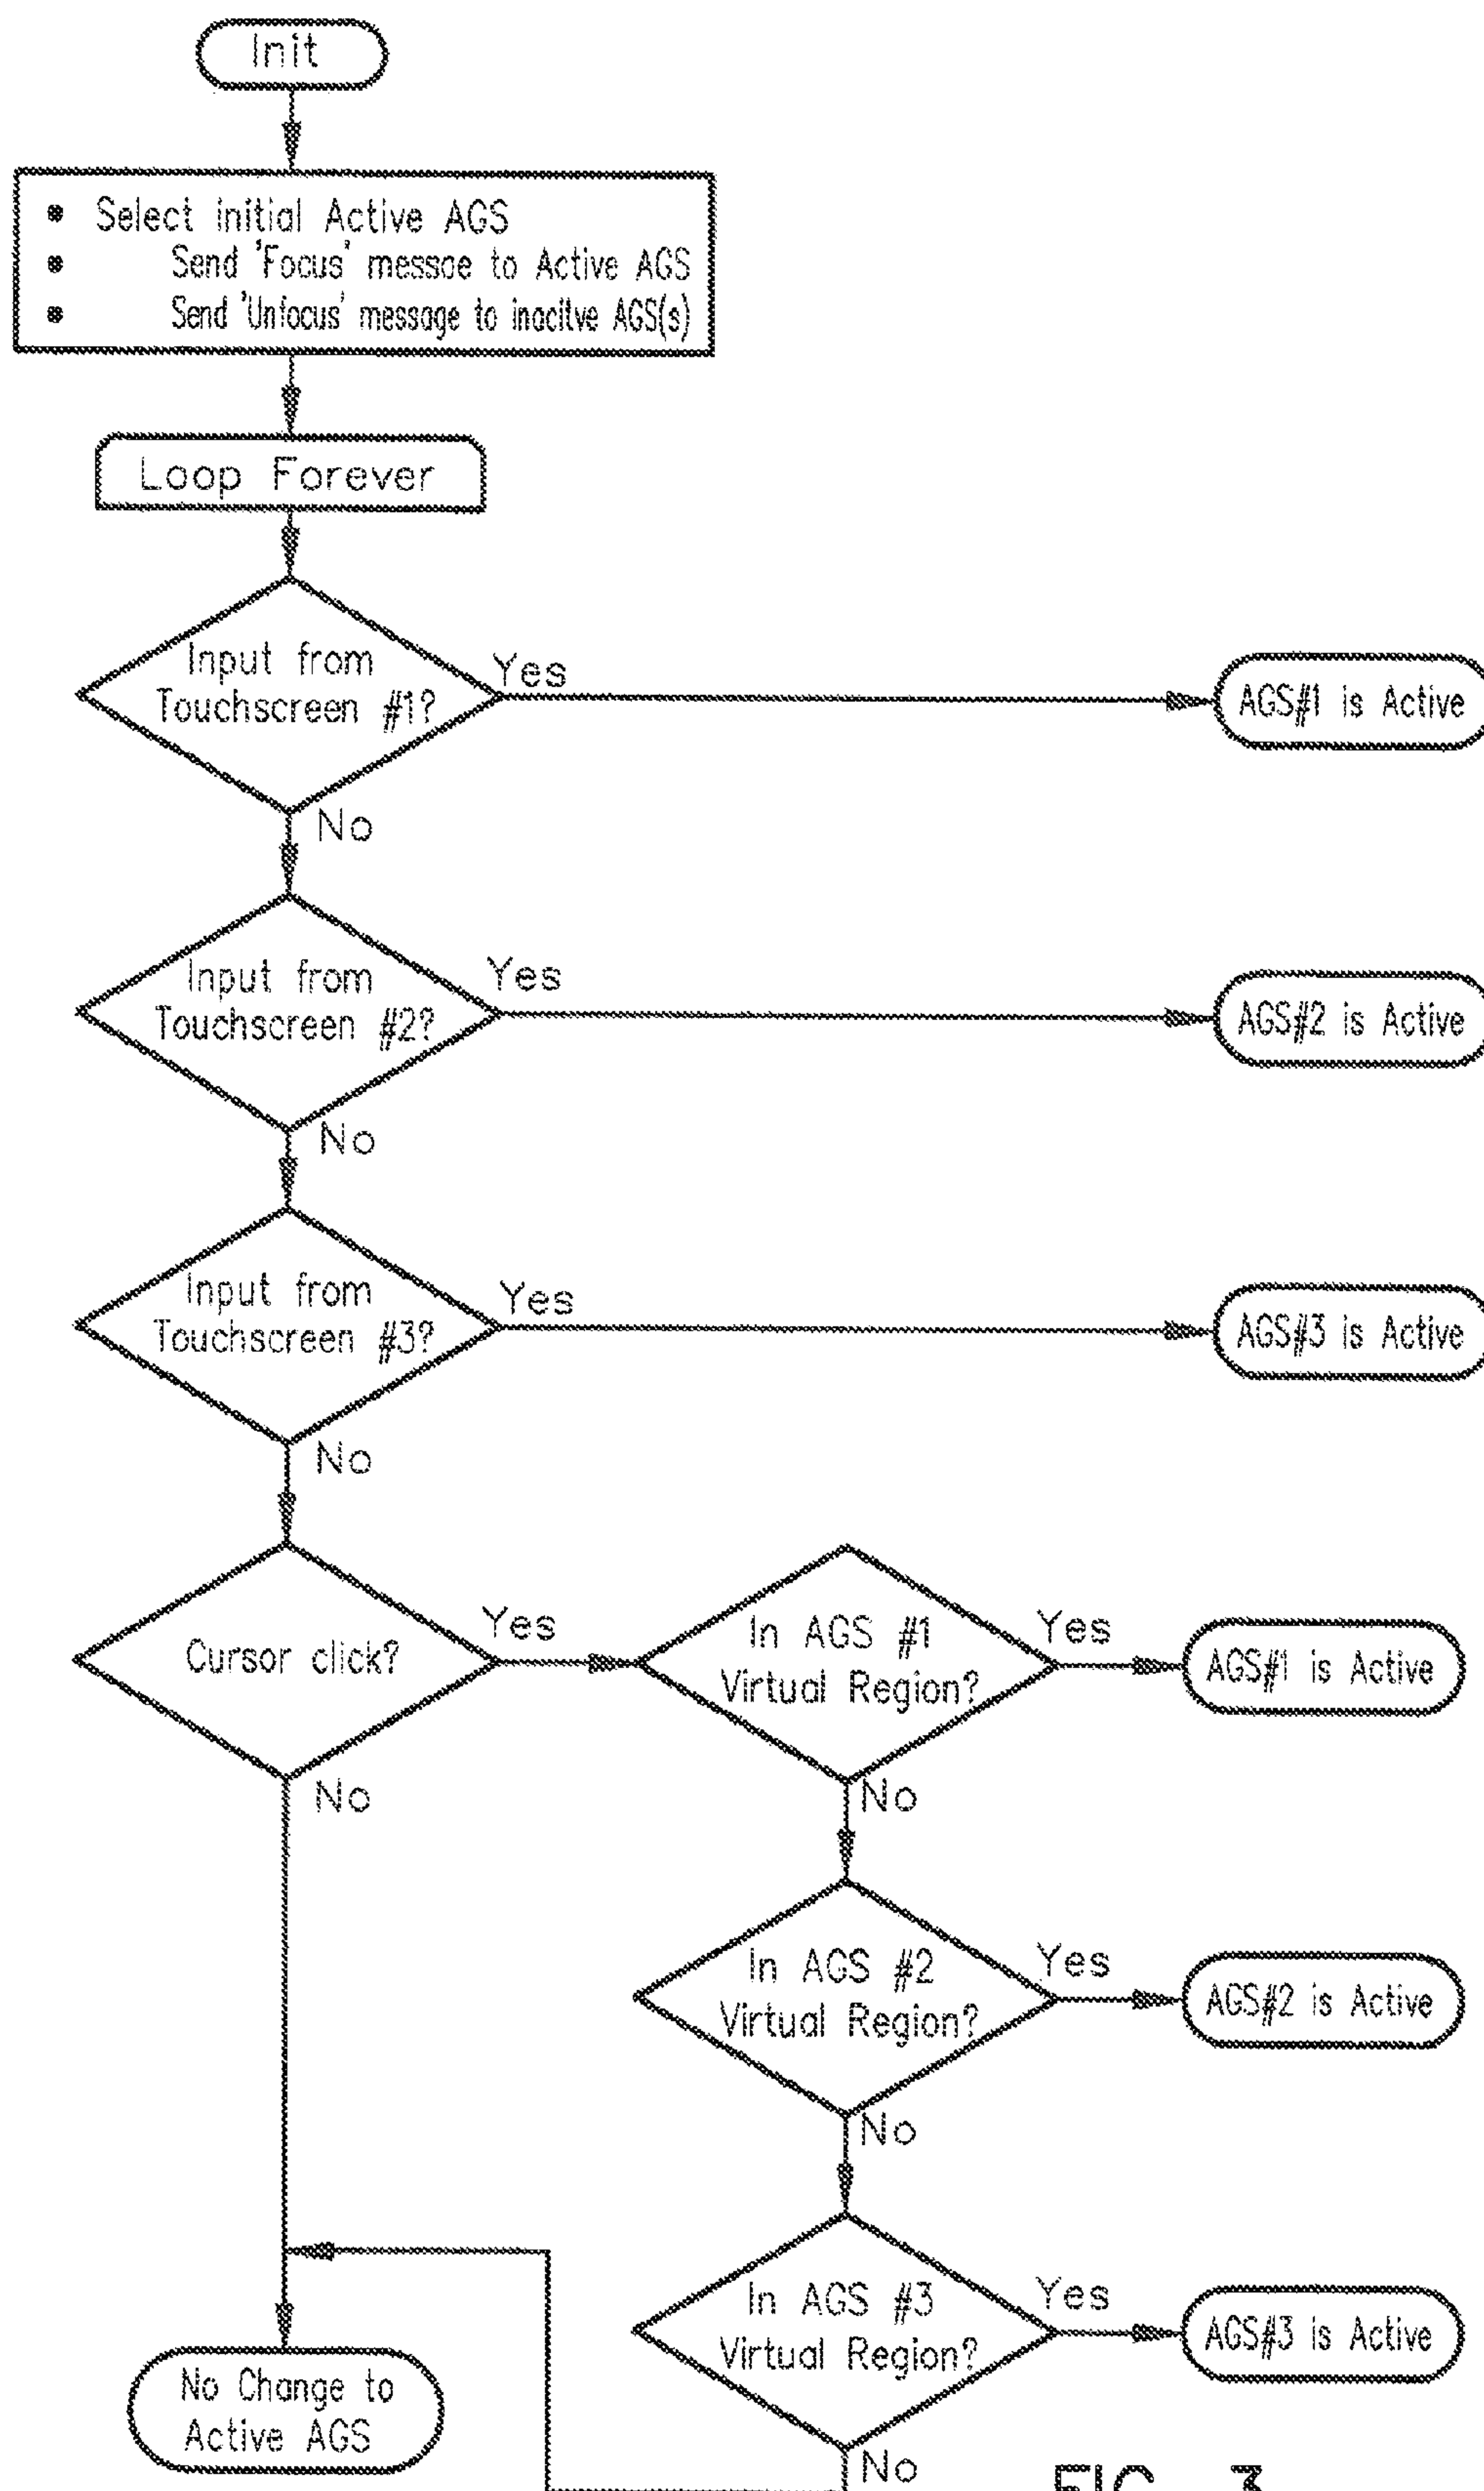 Init
• Select initial Active AGS
• Send 'Focus' messae to Active AGS
• Send 'Unfocus' message to inacitve AGS(s)
Loop Forever
Input from
Touchscreen #1?
Yes
AGS#1 is Active
No
Input from
Touchscreen #2?
Yes
AGS#2 is Active
No
Input from
Touchscreen #3?
Yes
AGS#3 is Active
No
Cursor click?
Yes
In AGS #1
Virtual Region?
Yes
AGS#1 is Active
No
No
In AGS #2
Virtual Region?
Yes
AGS#2 is Active
No
In AGS #3
Virtual Region?
Yes
AGS#3 is Active
No Change to
Active AGS
No
FIG. 3